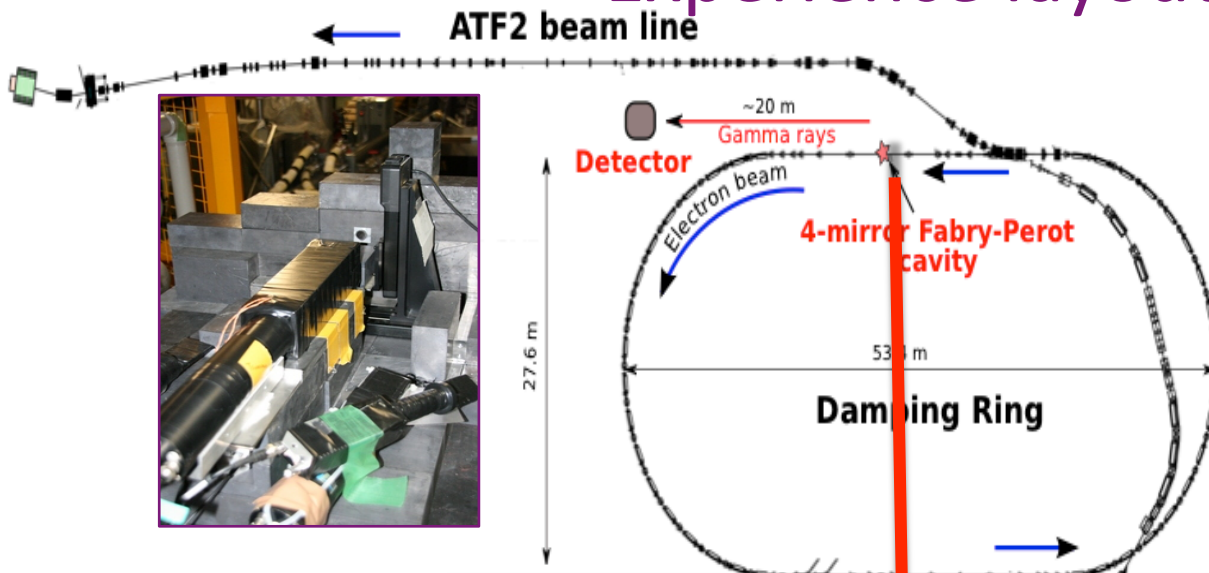 ATF2 beam line
~20 m
Gamma rays
Detector
Electron beam
4-mirror Fabry-Perot
cavity
27.6 m
m
Damping Ring